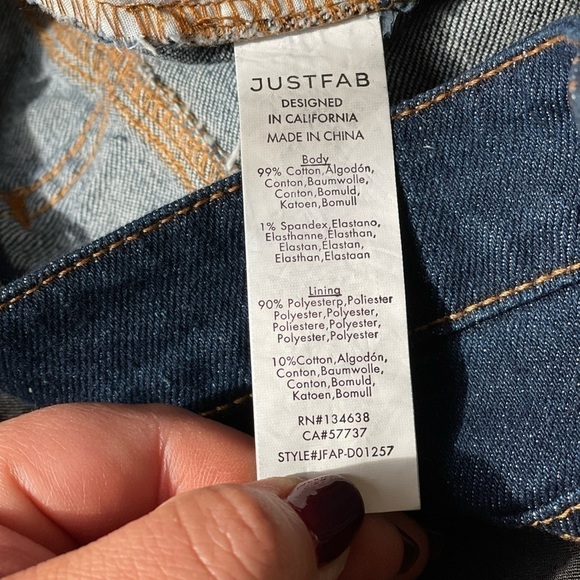 JUSTFAB
DESIGNED
IN CALIFORNIA
MADE IN CHINA
Body
99% Cotton,Algodón,
Conton,Baumwolle,
Conton,Bomuld,
Katoen,Bomull
1% Spandex,Elastano,
Elasthanne,Elasthan,
Elastan,Elastan,
Elasthan,Elastaan
Lining
90% Polyesterp,Poliester
Polyester,Polyester,
Poliestere,Polyester,
Polyester,Polyester
10%Cotton,Algodón,
Conton,Baumwolle,
Conton,Bomuld,
Katoen,Bomull
RN#134638
CA#57737
STYLE#JFAP-D01257